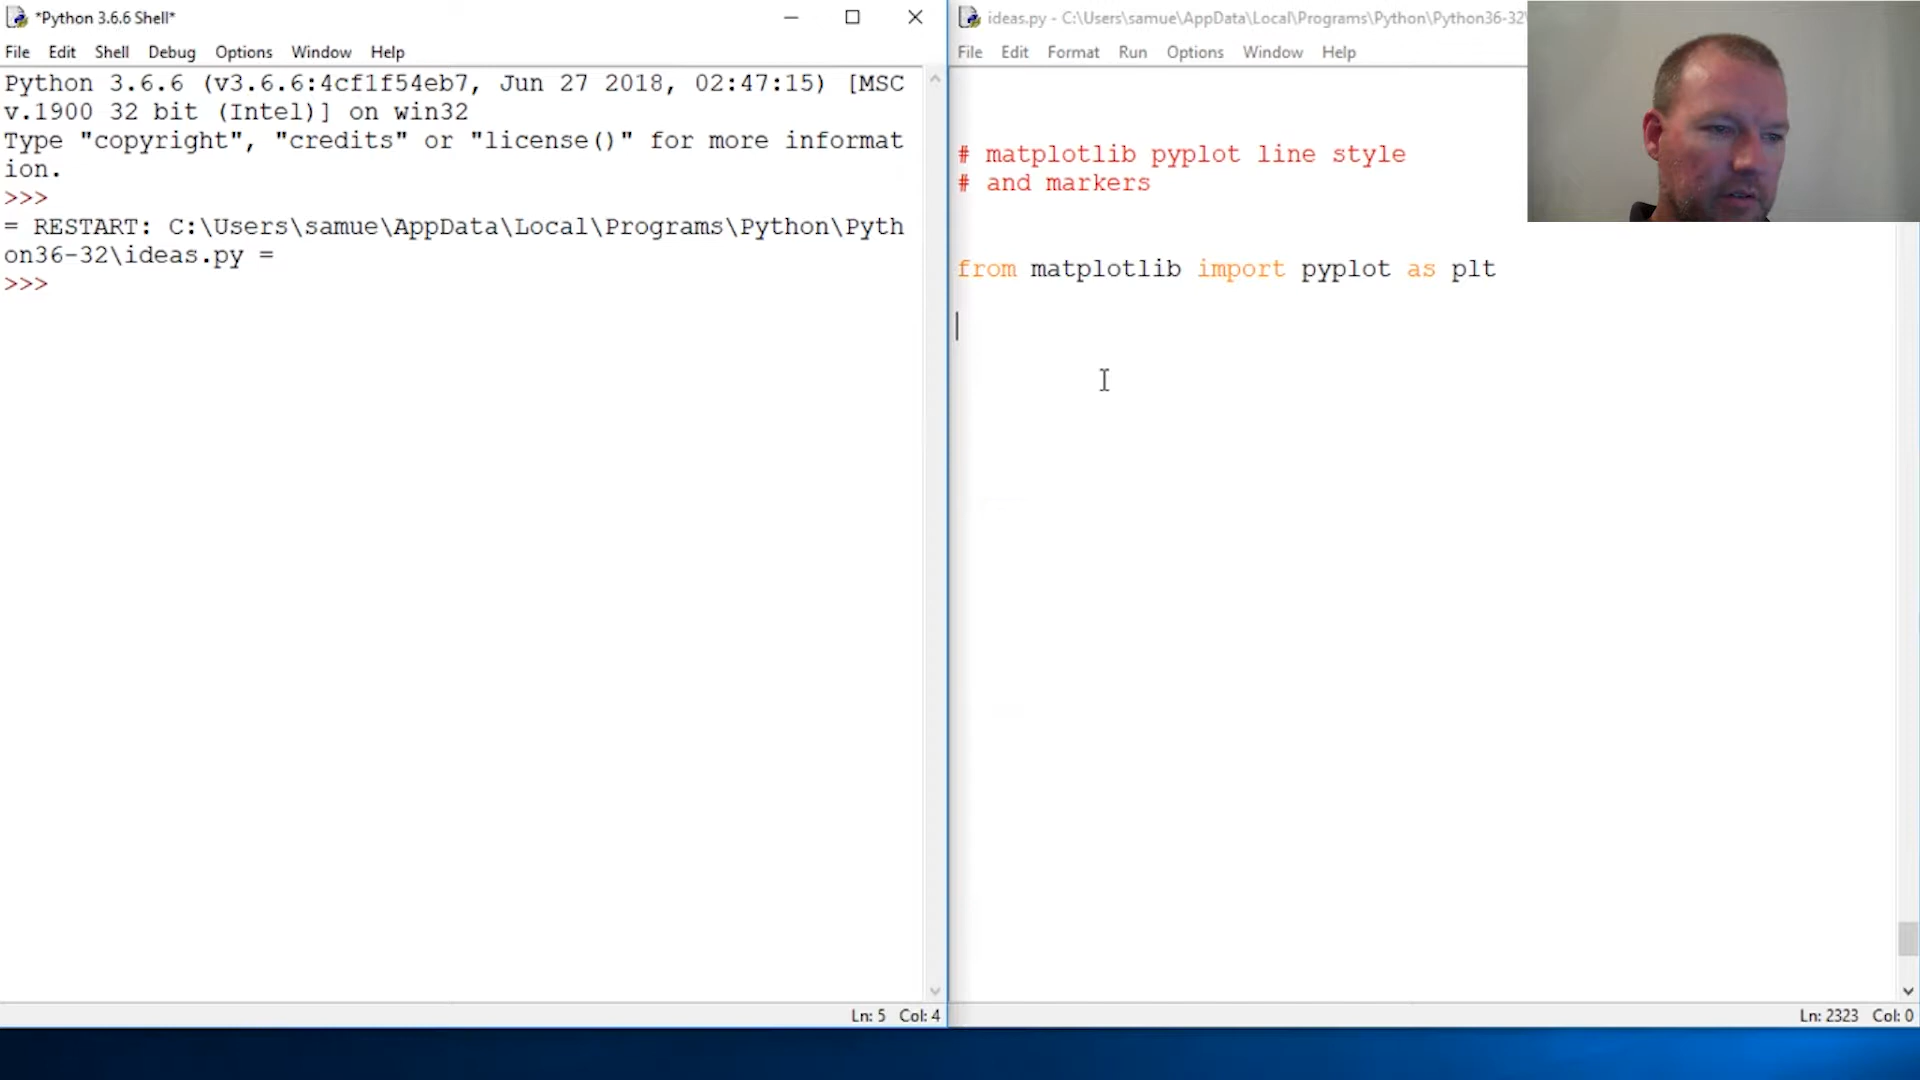 *Python 3.6.6 Shell*
File Edit Shell Debug Options Window Help
Python 3.6.6 (v3.6.6:4cf1f54eb7, Jun 27 2018, 02:47:15) [MSC
v.1900 32 bit (Intel)] on win32
Type "copyright", "credits" or "license()" for more informat
ion.
>>>
= RESTART: C:\Users\samue\AppData\Local\Programs\Python\Pyth
on36-32\ideas.py =
>>>
Ln: 5 Col: 4
ideas.py - C:\Users\samue\AppData\Local\Programs\Python\Python36-32\
File Edit Format Run Options Window Help
# matplotlib pyplot line style
# and markers
from matplotlib import pyplot as plt
Ln: 2323 Col: 0